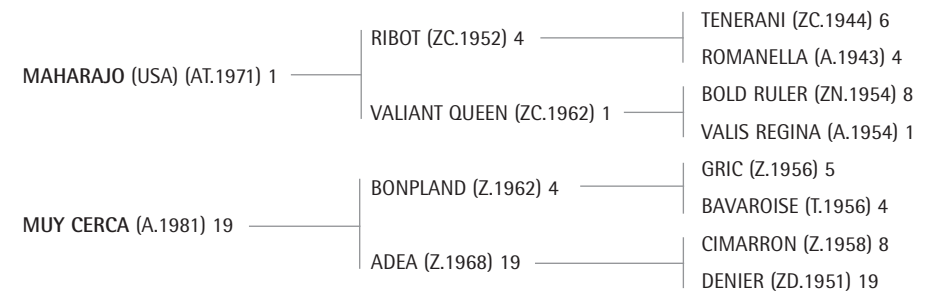 TENERANI (ZC.1944) 6
RIBOT (ZC.1952) 4
ROMANELLA (A.1943) 4
MAHARAJO (USA) (AT.1971) 1
BOLD RULER (ZN.1954) 8
VALIANT QUEEN (ZC.1962) 1
VALIS REGINA (A.1954) 1
GRIC (Z.1956) 5
BONPLAND (Z.1962) 4
BAVAROISE (T.1956) 4
MUY CERCA (A.1981) 19
CIMARRON (Z.1958) 8
ADEA (Z.1968) 19
DENIER (ZD.1951) 19